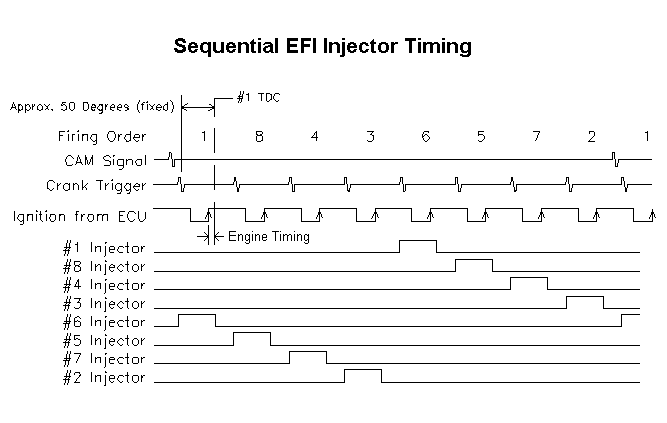 Sequential EFI Injector Timing
#1 TDC
Approx. 50 Degrees (fixed)
Firing Order 1 8 4 3 6 5 7 2 1
CAM Signal
Crank Trigger
Ignition from ECU
Engine Timing
#1 Injector
#8 Injector
#4 Injector
#3 Injector
#6 Injector
#5 Injector
#7 Injector
#2 Injector